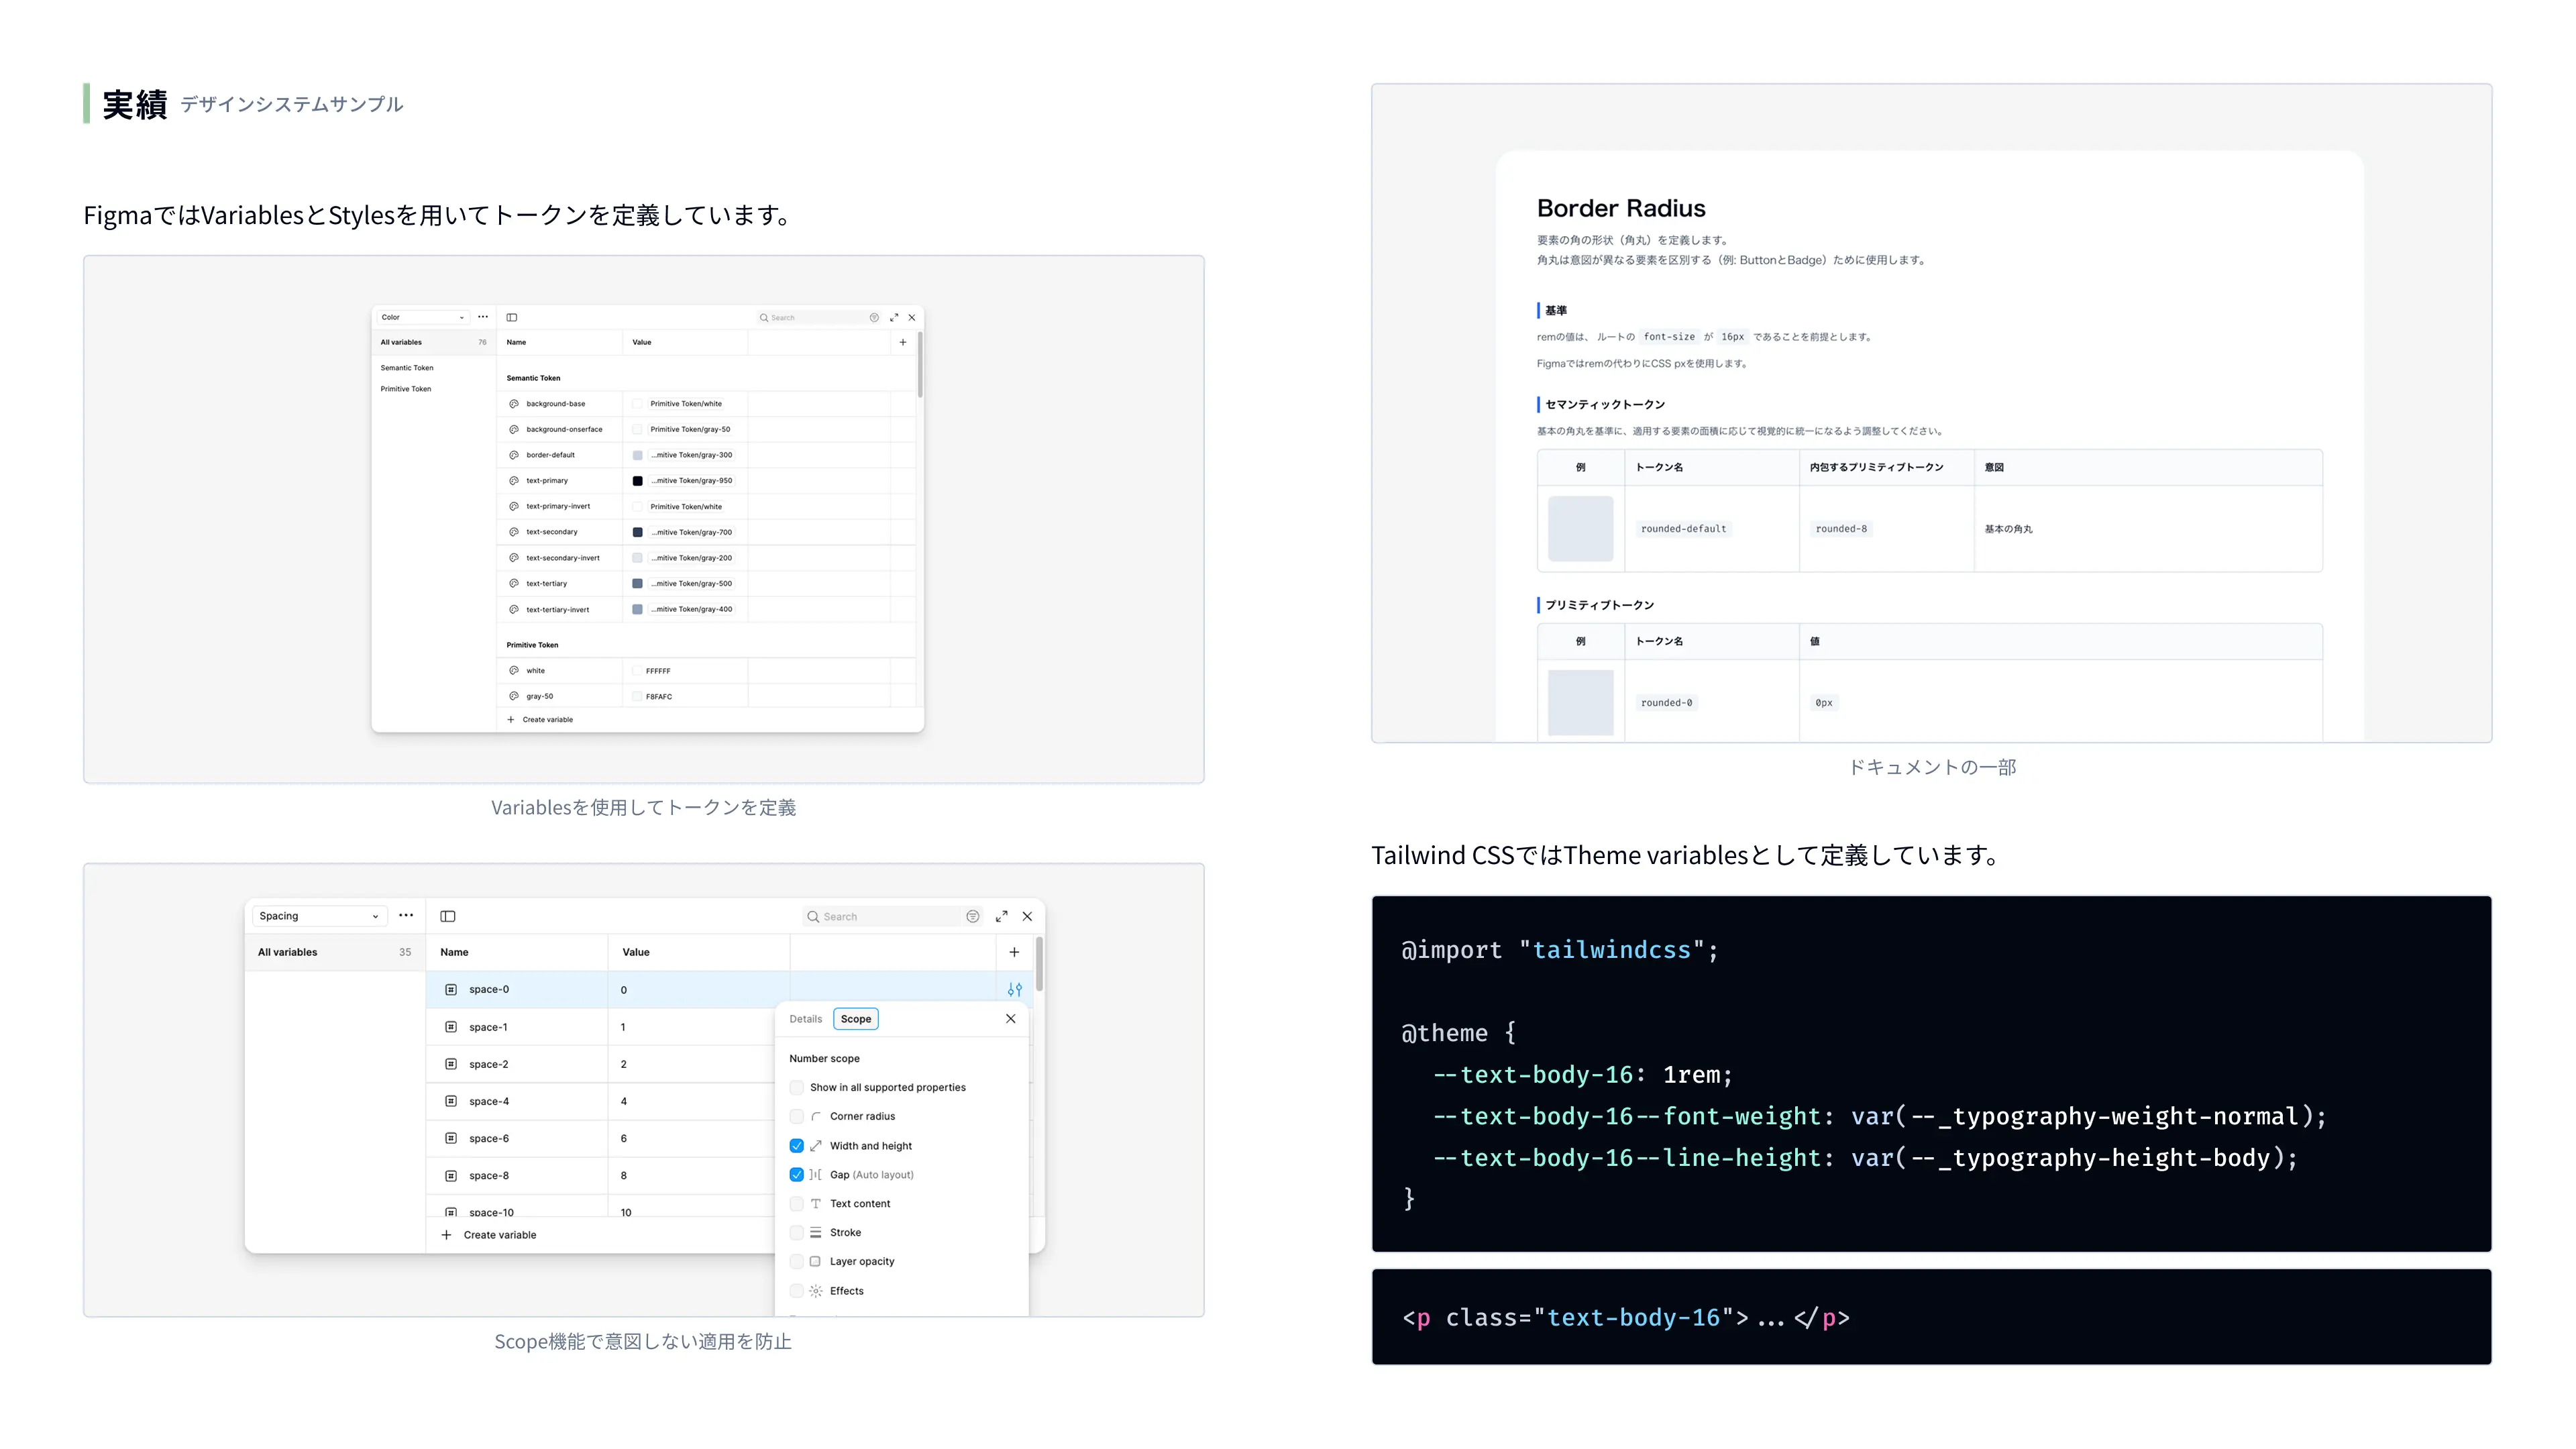 実績 デザインシステムサンプル
FigmaではVariablesとStylesを用いてトークンを定義しています。
Color
Search
All variables 76
Name Value
Semantic Token
Primitive Token
Semantic Token
background-base Primitive Token/white
background-onserface Primitive Token/gray-50
border-default ...mitive Token/gray-300
text-primary ...mitive Token/gray-950
text-primary-invert Primitive Token/white
text-secondary ...mitive Token/gray-700
text-secondary-invert ...mitive Token/gray-200
text-tertiary ...mitive Token/gray-500
text-tertiary-invert ...mitive Token/gray-400
Primitive Token
white FFFFFF
gray-50 F8FAFC
Create variable
Variablesを使用してトークンを定義
Spacing
Search
All variables 35
Name Value
space-0 0
space-1 1
space-2 2
space-4 4
space-6 6
space-8 8
space-10 10
Create variable
Details Scope
Number scope
Show in all supported properties
Corner radius
Width and height
Gap (Auto layout)
Text content
Stroke
Layer opacity
Effects
Scope機能で意図しない適用を防止
Border Radius
要素の角の形状（角丸）を定義します。
角丸は意図が異なる要素を区別する（例: ButtonとBadge）ために使用します。
基準
remの値は、 ルートの font-size が 16px であることを前提とします。
Figmaではremの代わりにCSS pxを使用します。
セマンティックトークン
基本の角丸を基準に、適用する要素の面積に応じて視覚的に統一になるよう調整してください。
例 トークン名 内包するプリミティブトークン 意図
rounded-default rounded-8 基本の角丸
プリミティブトークン
例 トークン名 値
rounded-0 0px
ドキュメントの一部
Tailwind CSSではTheme variablesとして定義しています。
@import "tailwindcss";
@theme {
--text-body-16: 1rem;
--text-body-16--font-weight: var(--_typography-weight-normal);
--text-body-16--line-height: var(--_typography-height-body);
}
<p class="text-body-16">...</p>